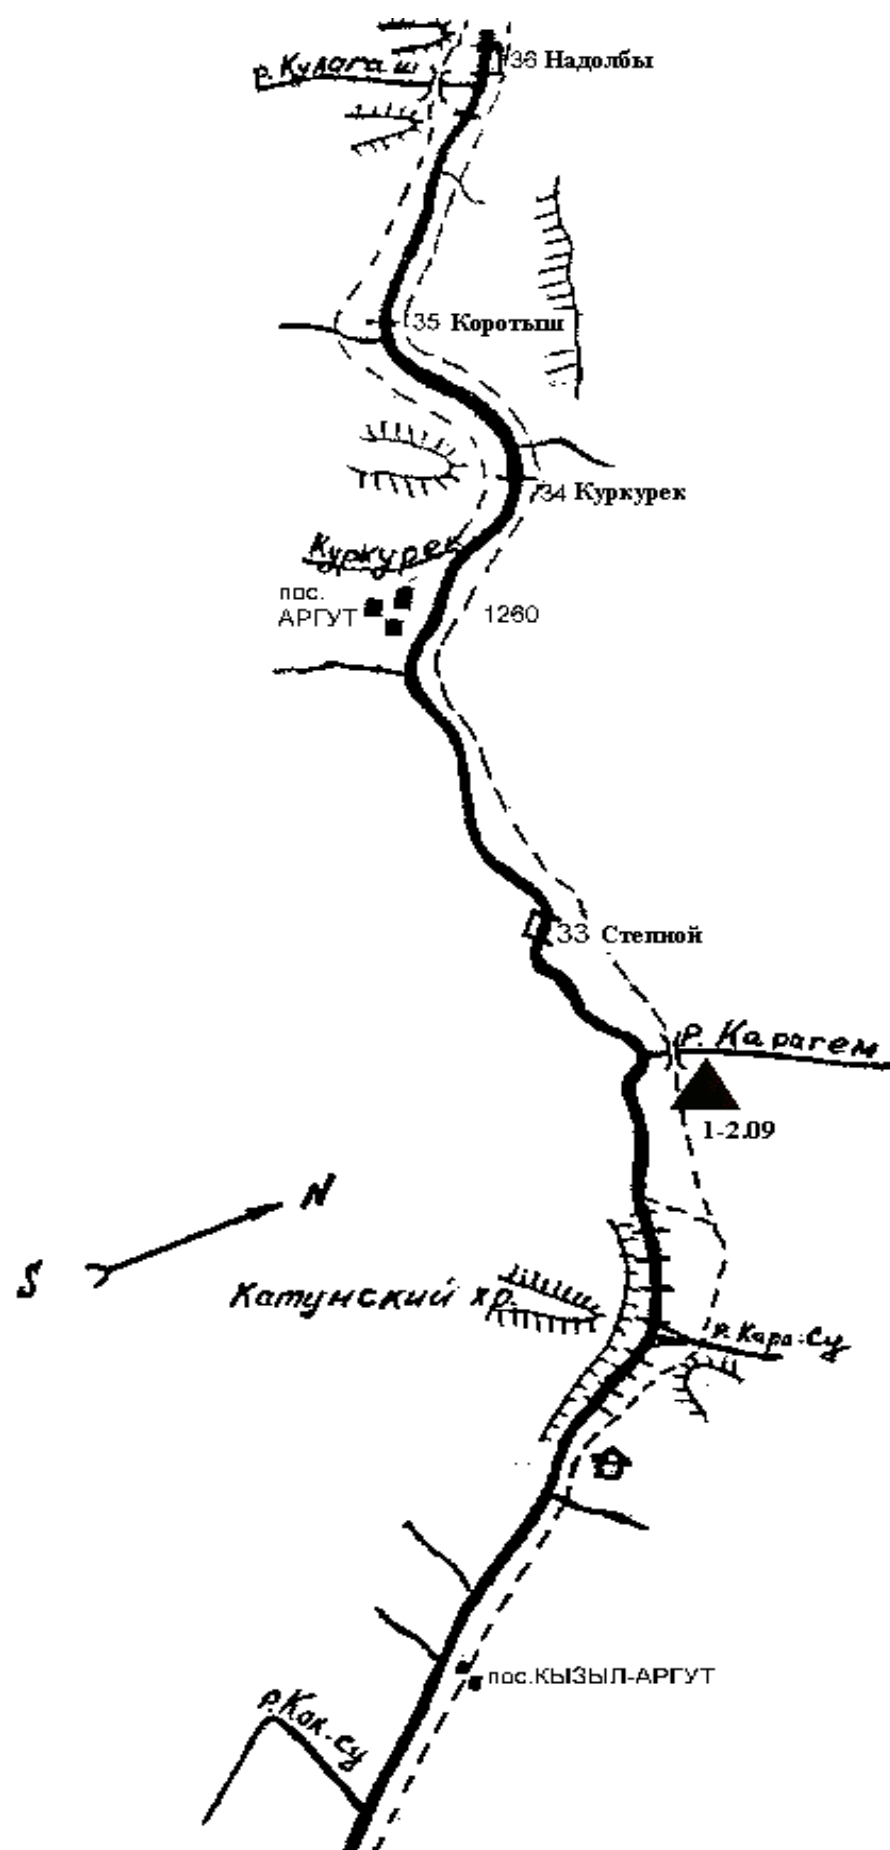 р. Кулагаш
36 Надолбы
35 Коротыш
34 Куркурек
Куркурек
пос.
АРГУТ
1260
33 Степной
р. Карагем
1-2.09
N
S
Катунский хр.
р. Кара-Су
пос.КЫЗЫЛ-АРГУТ
р.Кок-су